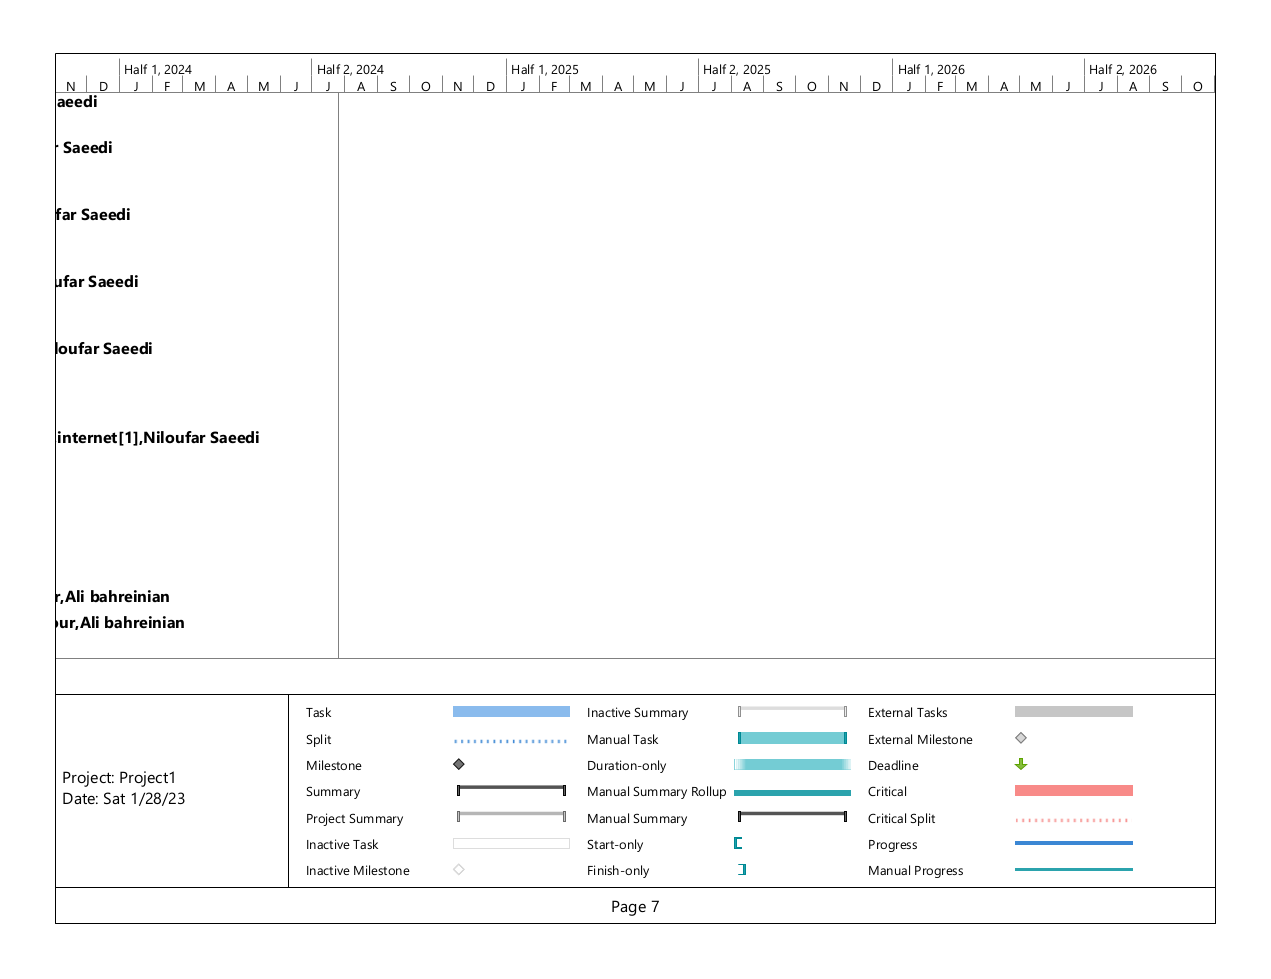 Half 1, 2024 Half 2, 2024 Half 1, 2025 Half 2, 2025 Half 1, 2026 Half 2, 2026
N D J F M A M J J A S O N D J F M A M J J A S O N D J F M A M J J A S O
aeedi
r Saeedi
far Saeedi
ufar Saeedi
loufar Saeedi
internet[1],Niloufar Saeedi
r,Ali bahreinian
our,Ali bahreinian
Project: Project1
Date: Sat 1/28/23
Task
Split
Milestone
Summary
Project Summary
Inactive Task
Inactive Milestone
Inactive Summary
Manual Task
Duration-only
Manual Summary Rollup
Manual Summary
Start-only
Finish-only
External Tasks
External Milestone
Deadline
Critical
Critical Split
Progress
Manual Progress
Page 7